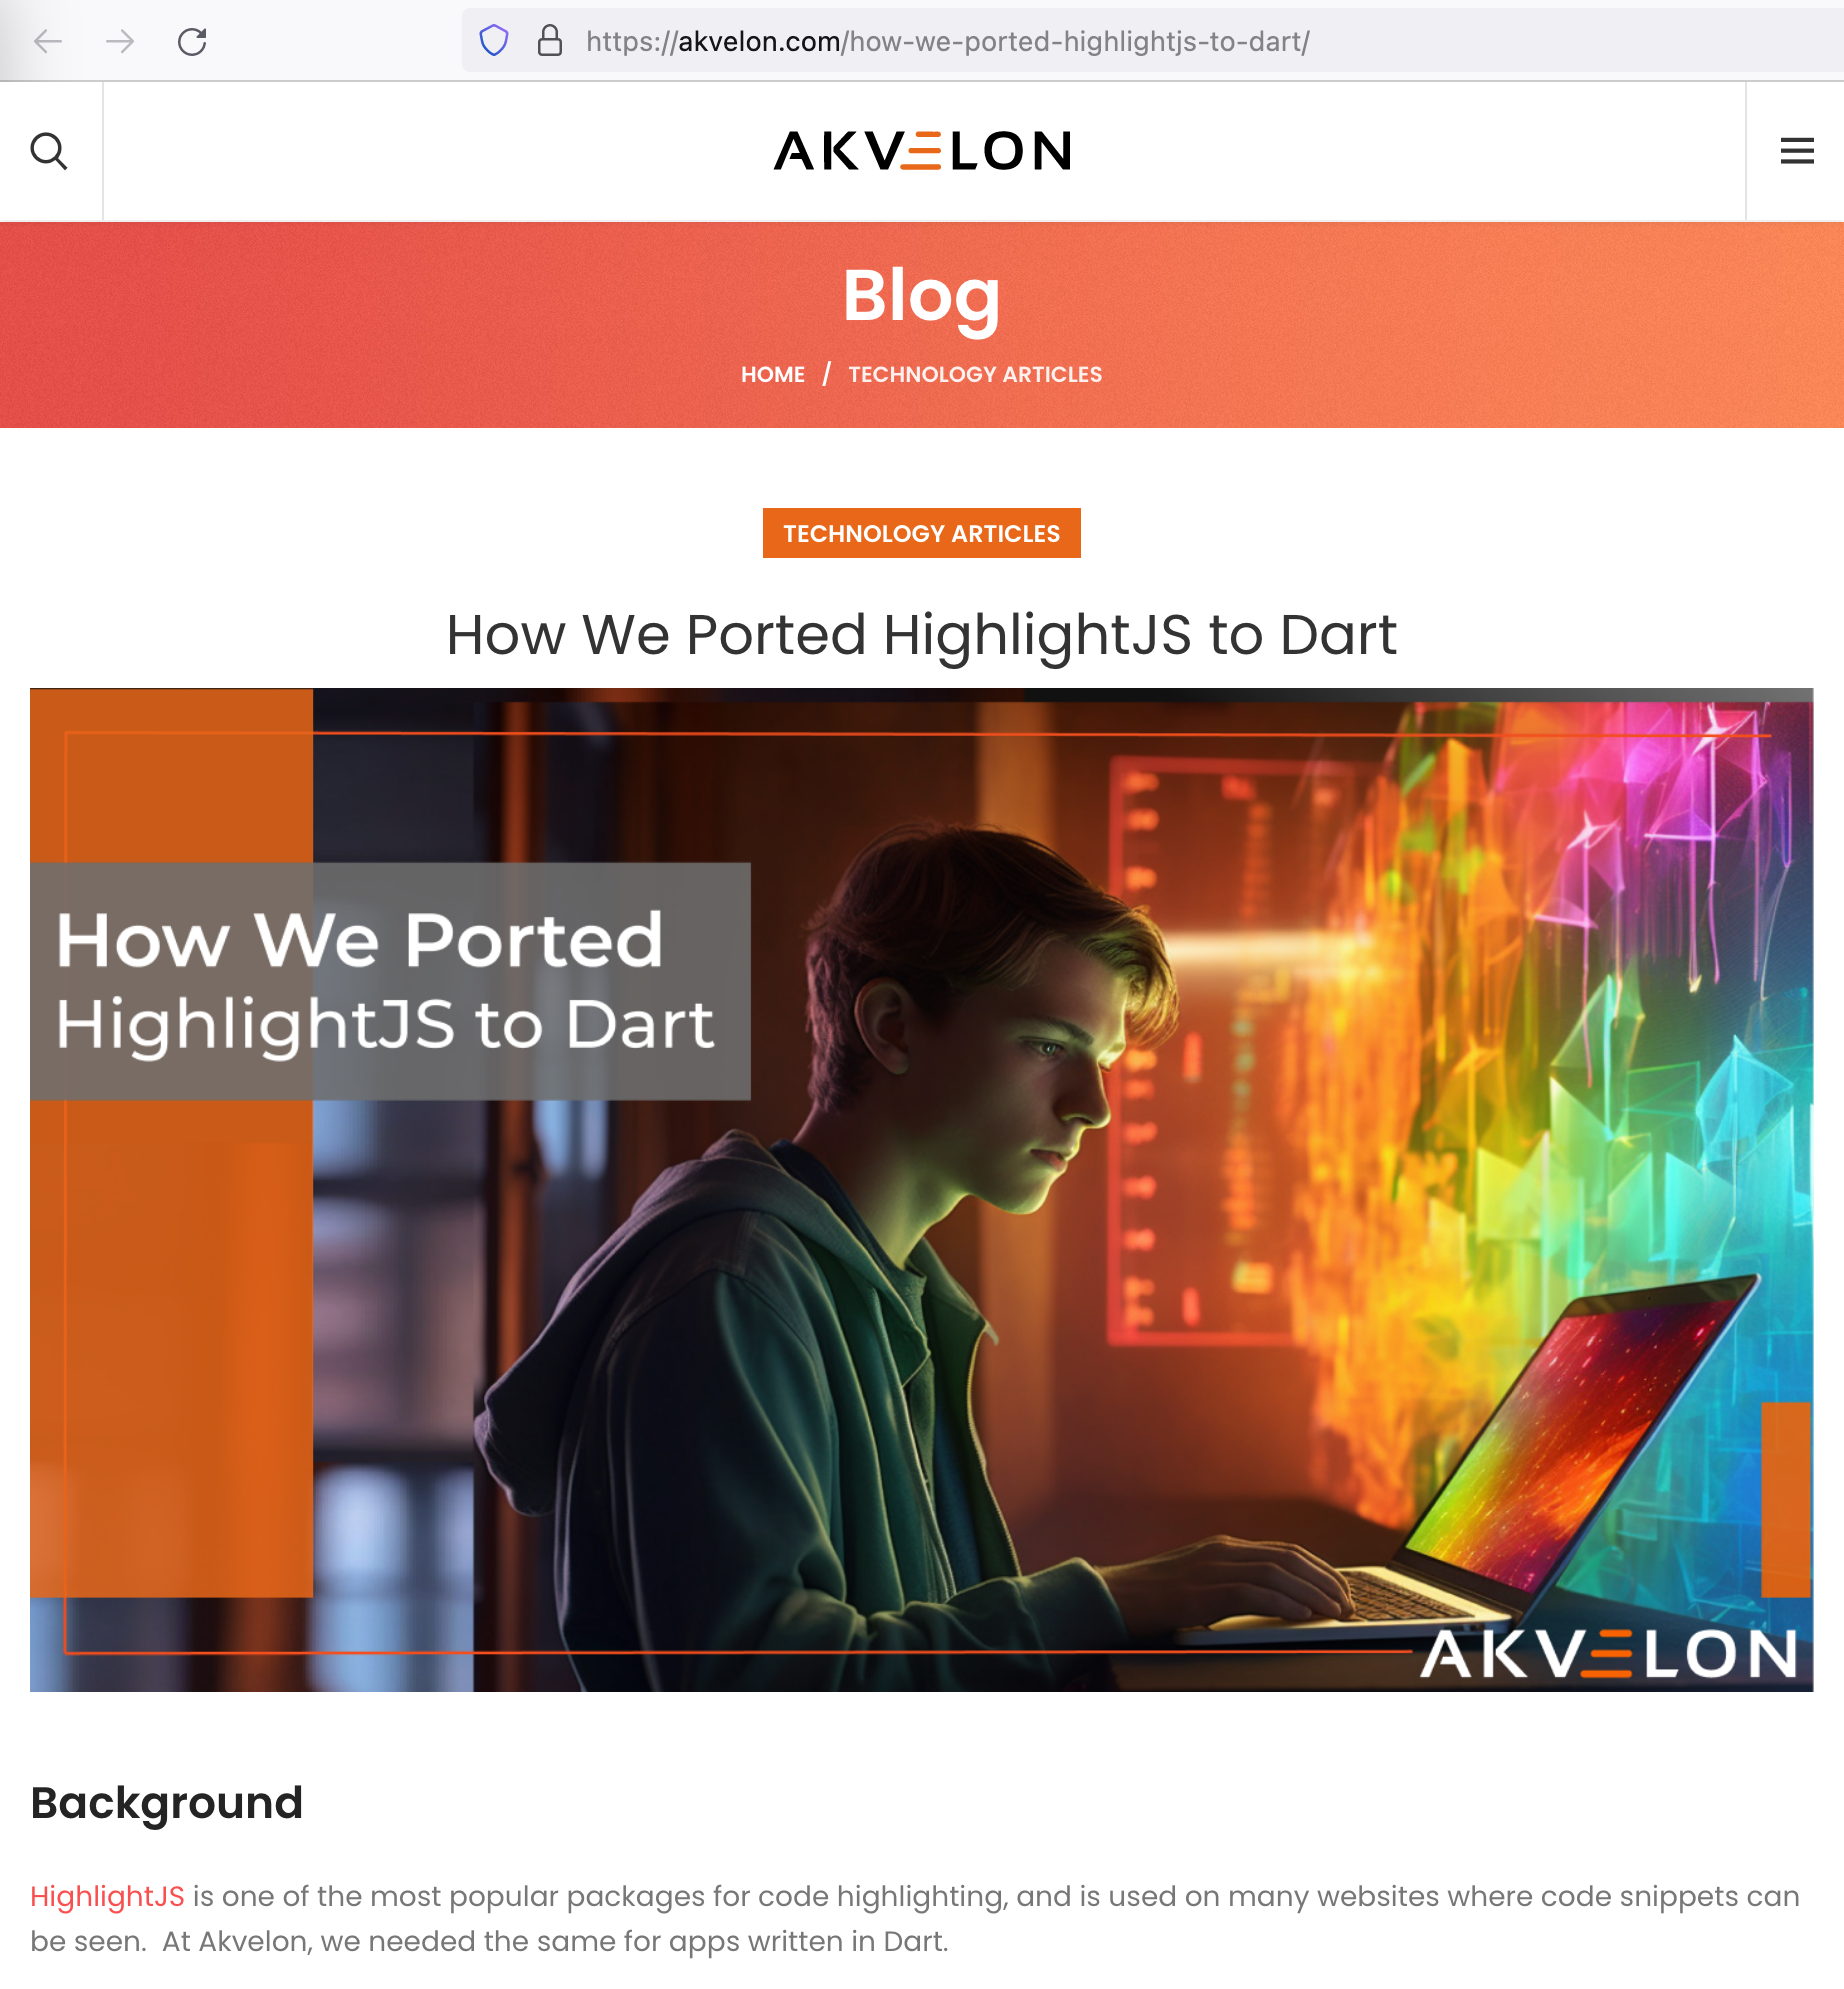 https://akvelon.com/how-we-ported-highlightjs-to-dart/
AKVELON
Blog
HOME / TECHNOLOGY ARTICLES
TECHNOLOGY ARTICLES
How We Ported HighlightJS to Dart
How We Ported
HighlightJS to Dart
AKVELON
Background
HighlightJS is one of the most popular packages for code highlighting, and is used on many websites where code snippets can
be seen.  At Akvelon, we needed the same for apps written in Dart.